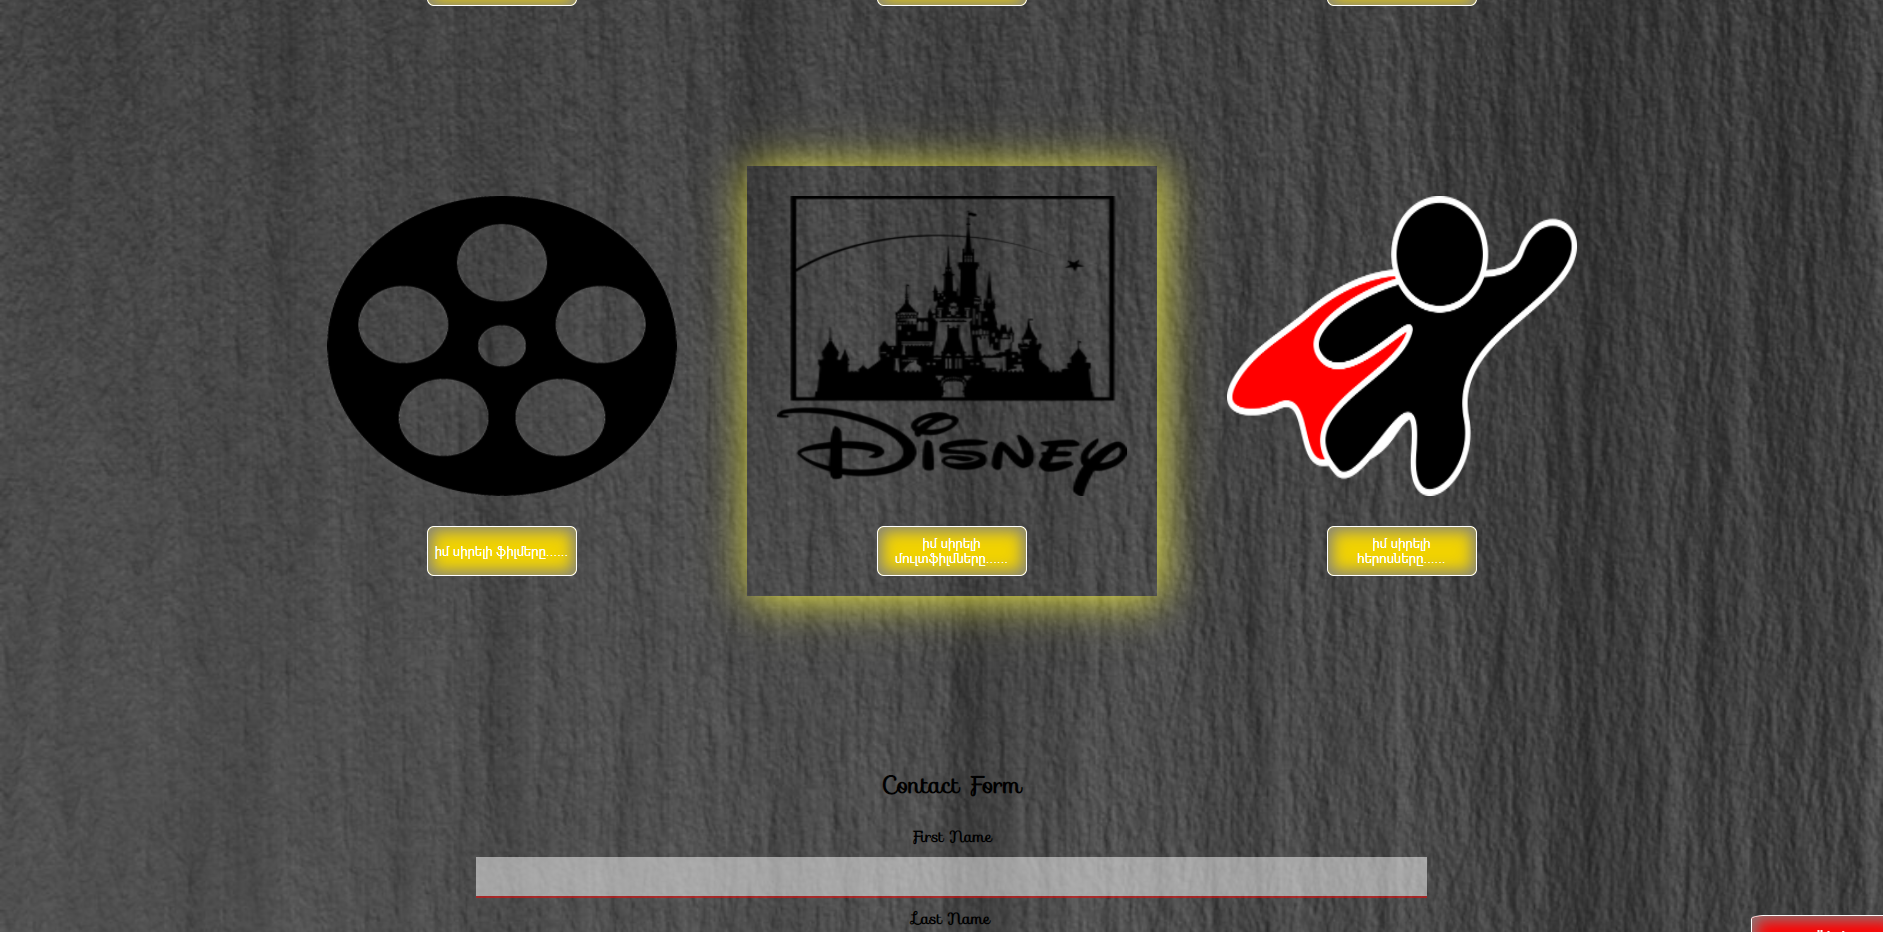 Disney
իմ սիրելի ֆիլմերը......
իմ սիրելի
մուլտֆիլմները......
իմ սիրելի
հերոսները......
Contact Form
First Name
Last Name